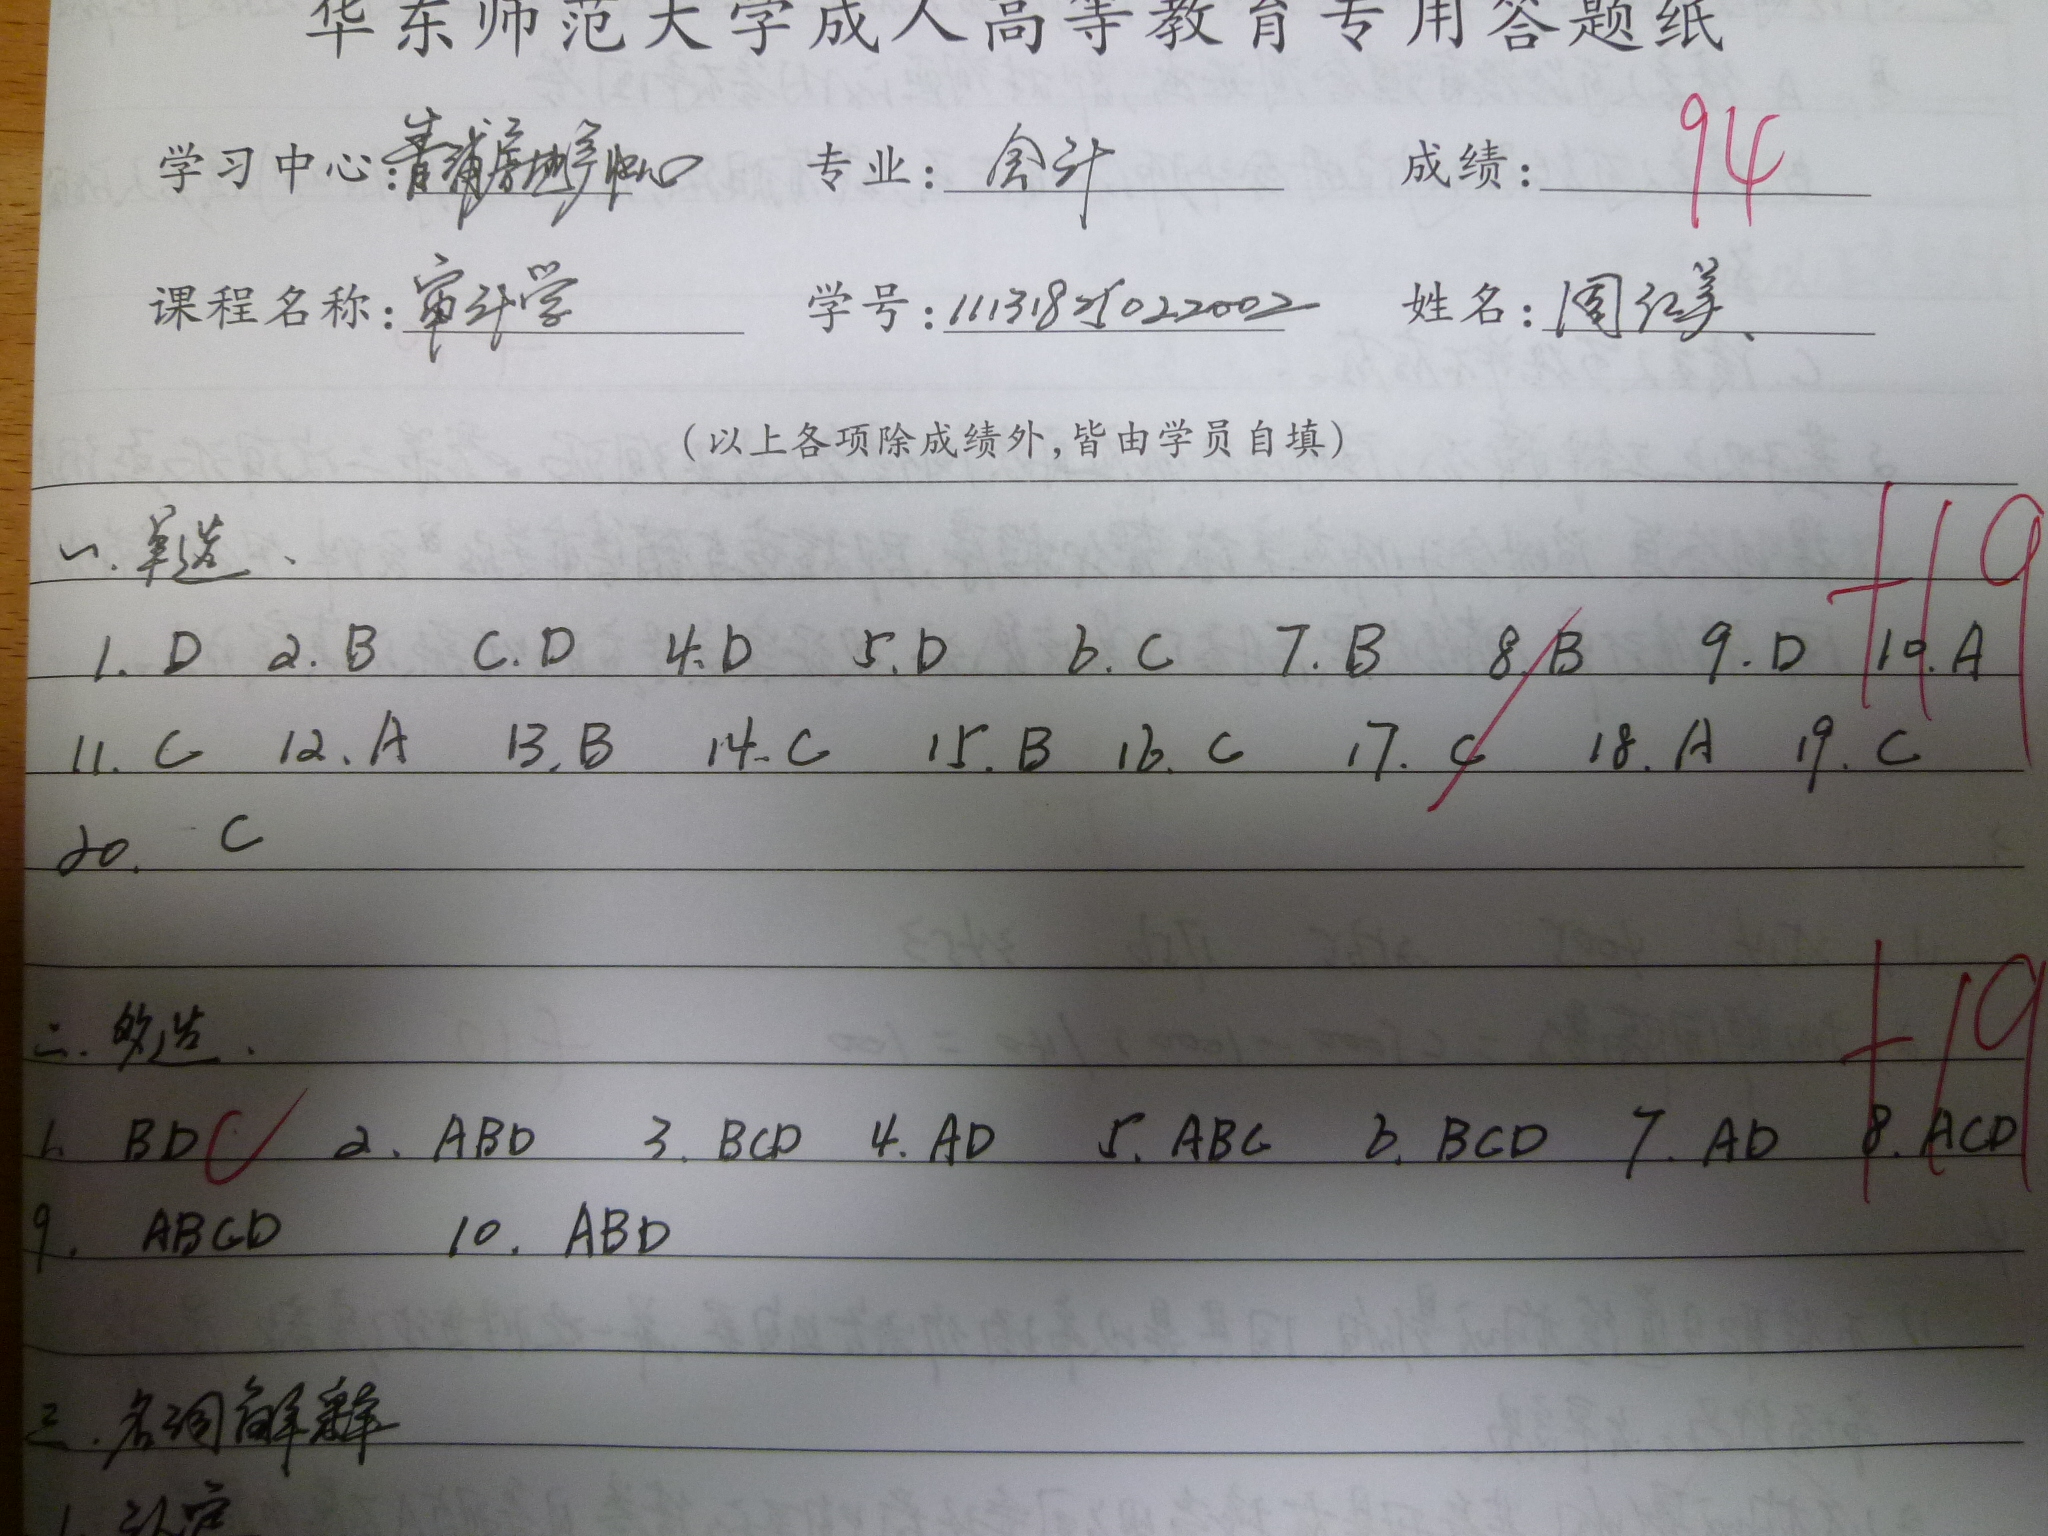 华东师范大学成人高等教育专用答题纸
学习中心: 青浦 中心 专业: 会计 成绩: 94
课程名称: 审计学 学号: 11131825022002 姓名: 周红美
(以上各项除成绩外,皆由学员自填)
一. 单选、 +19
1. D 2. B C. D 4. D 5. D 6. C 7. B 8. B 9. D 10. A
11. C 12. A 13. B 14. C 15. B 16. C 17. C 18. A 19. C
20. C
二. 多选. +19
1. BDC 2. ABD 3. BCD 4. AD 5. ABC 6. BCD 7. AD 8. ACD
9. ABCD 10. ABD
三. 名词解释
1. 认定